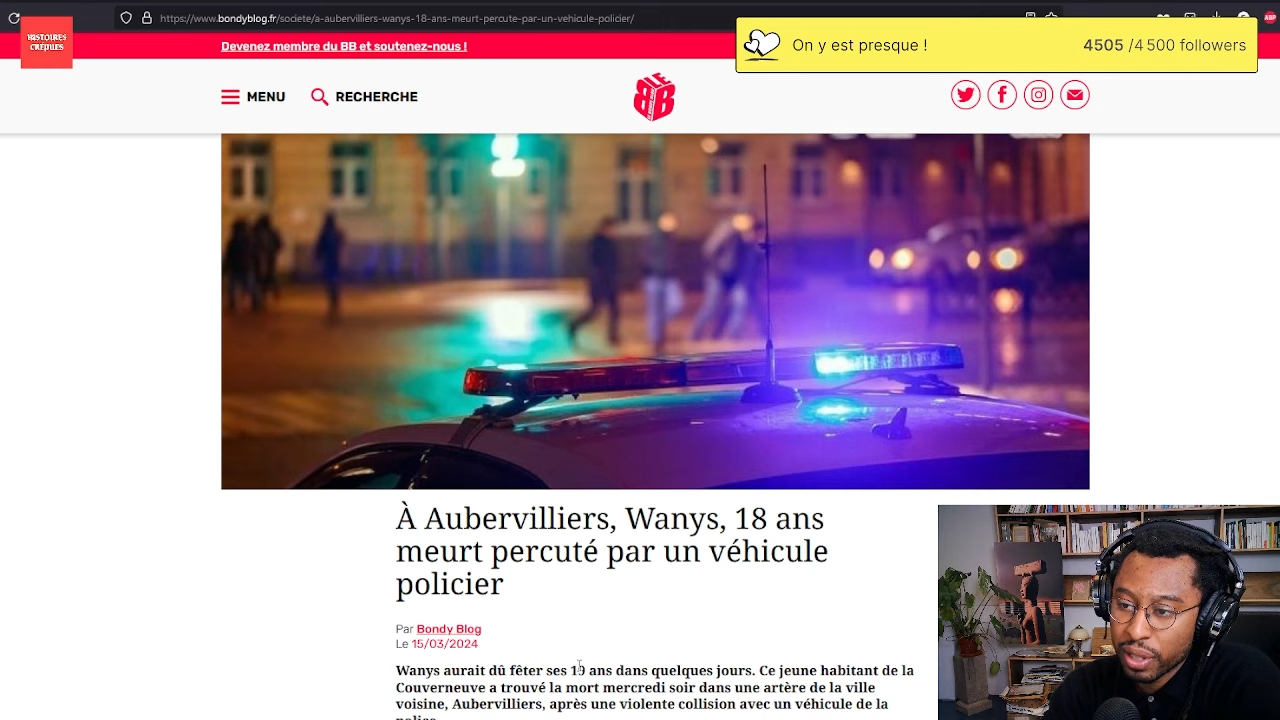 https://www.bondyblog.fr/societe/a-aubervilliers-wanys-18-ans-meurt-percute-par-un-vehicule-policier/
ABP
HISTOIRES
CRÉPUES
Devenez membre du BB et soutenez-nous !
On y est presque !
4505 /4 500 followers
MENU
RECHERCHE
À Aubervilliers, Wanys, 18 ans
meurt percuté par un véhicule
policier
Par Bondy Blog
Le 15/03/2024
Wanys aurait dû fêter ses 19 ans dans quelques jours. Ce jeune habitant de la
Couverneuve a trouvé la mort mercredi soir dans une artère de la ville
voisine, Aubervilliers, après une violente collision avec un véhicule de la
police.